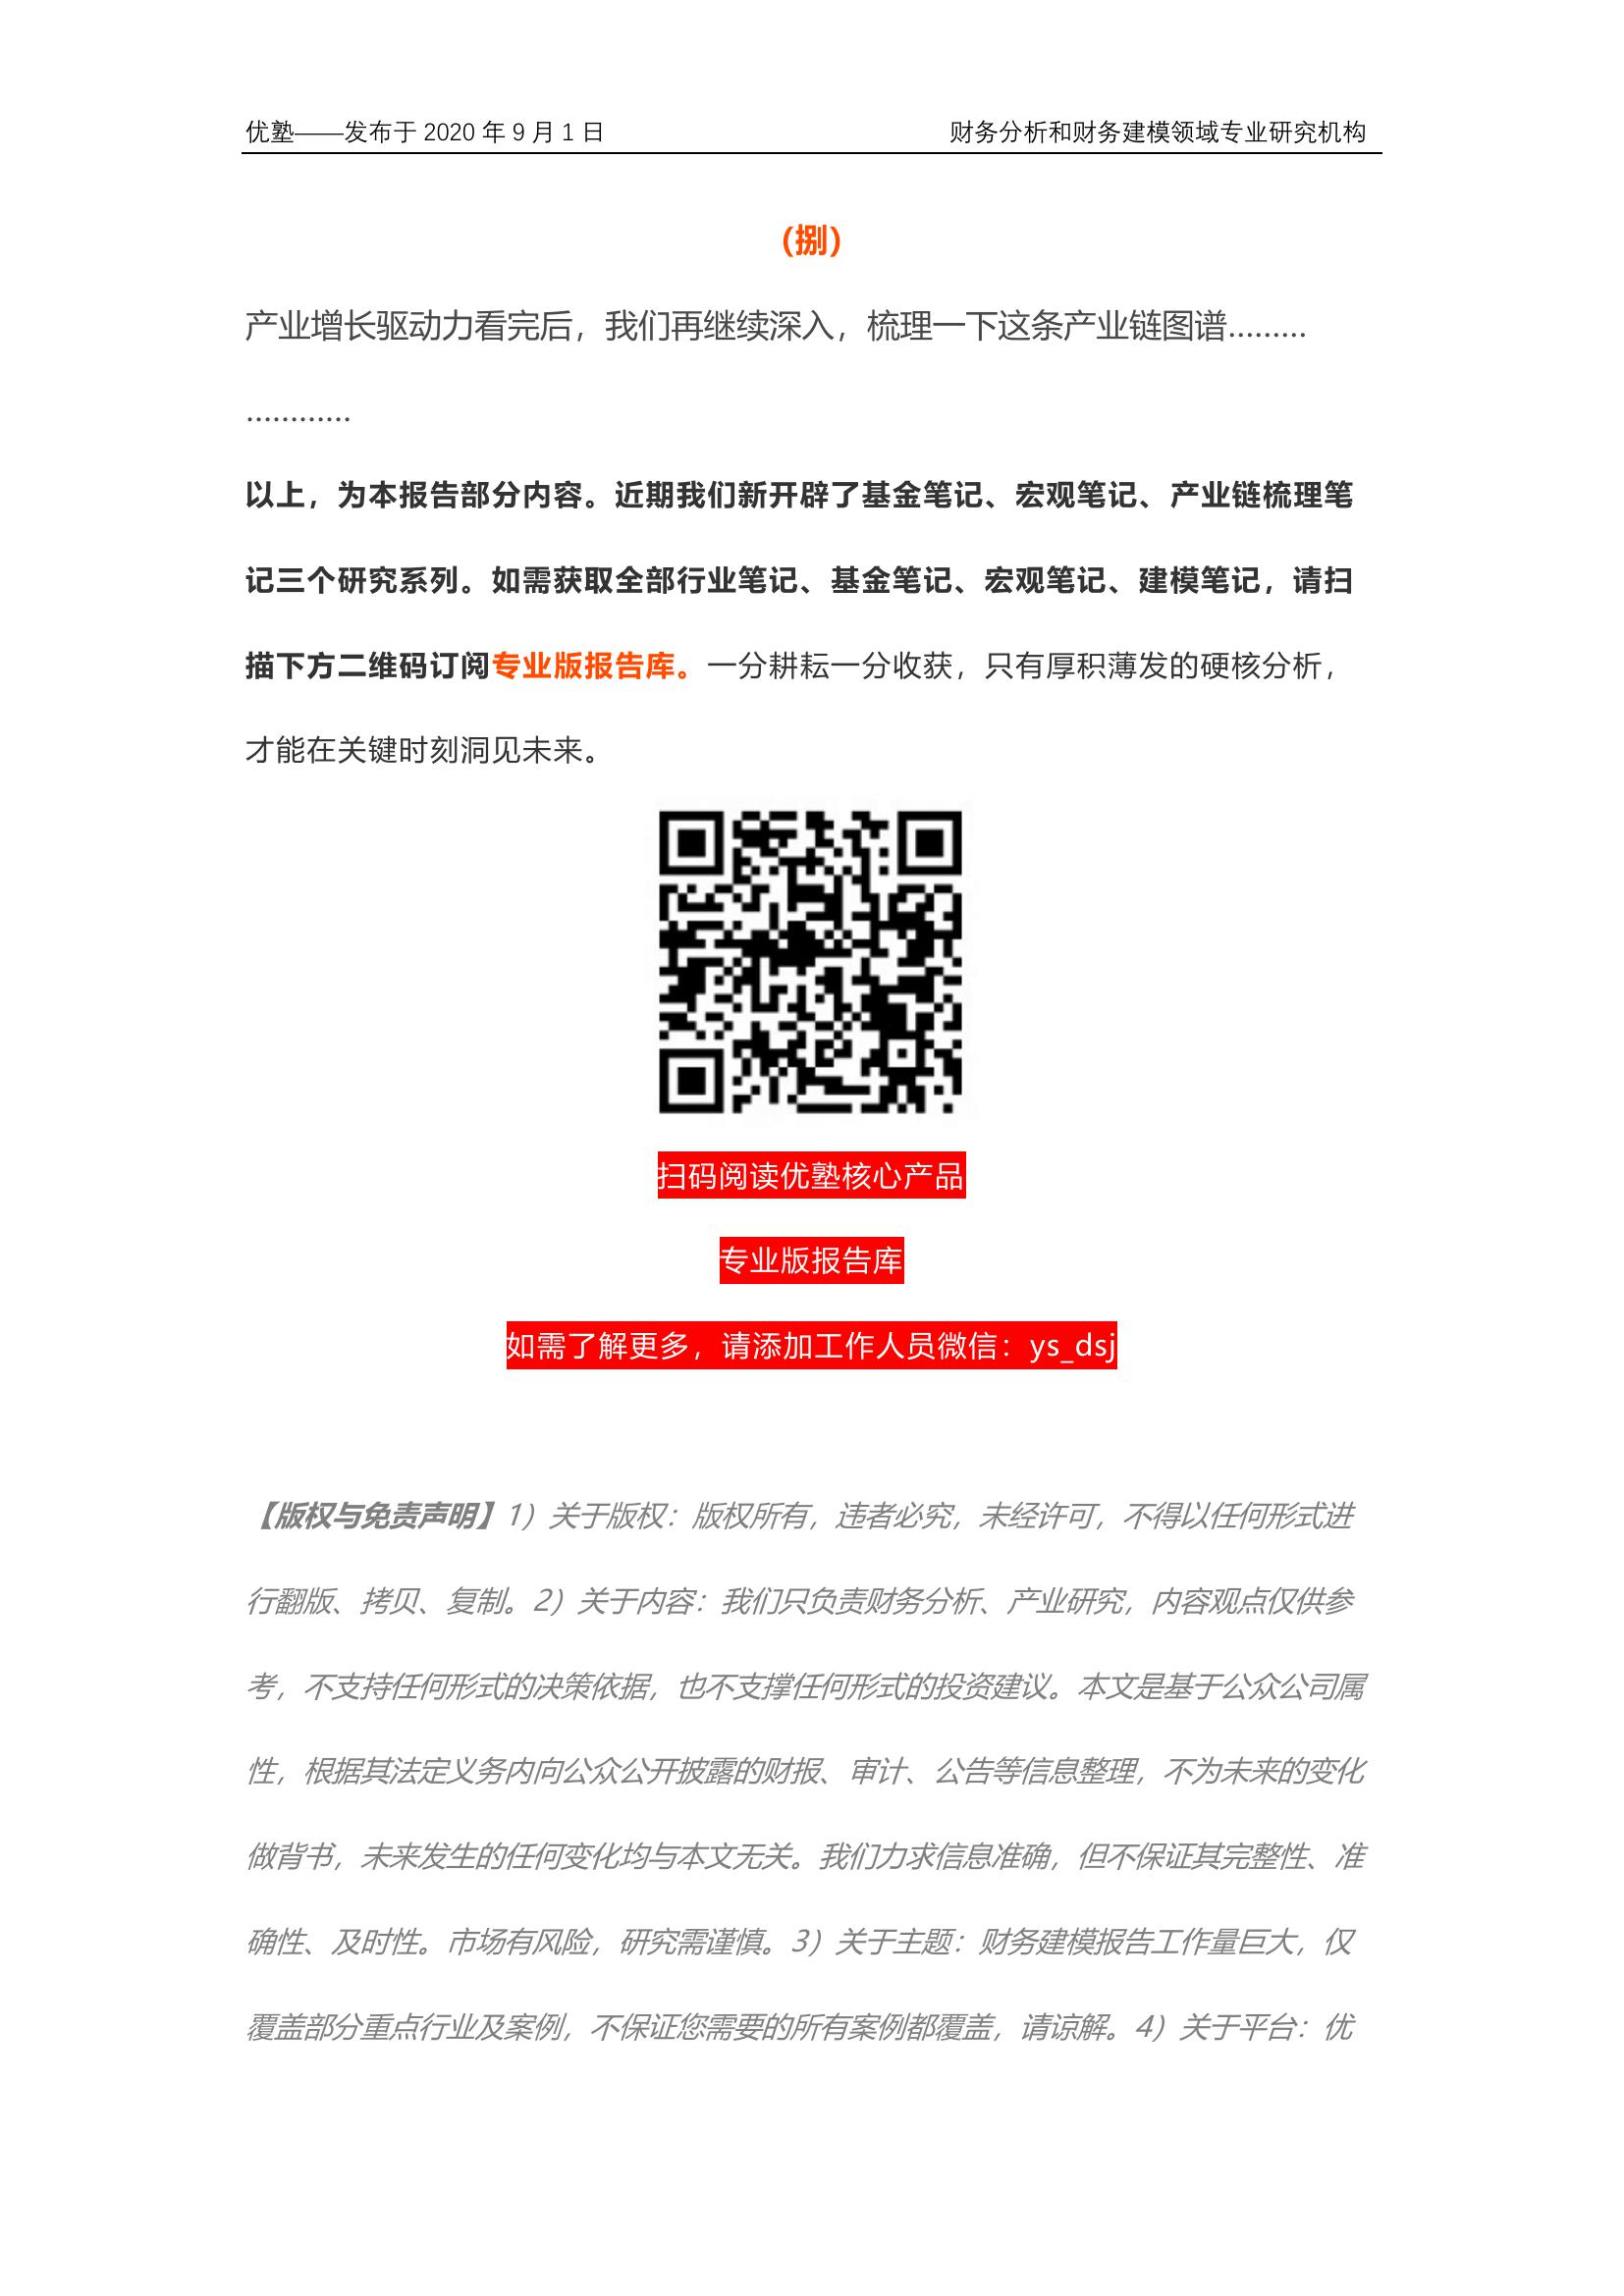 优塾——发布于 2020 年 9 月 1 日 财务分析和财务建模领域专业研究机构
(捌)
产业增长驱动力看完后，我们再继续深入，梳理一下这条产业链图谱………
…………
以上，为本报告部分内容。近期我们新开辟了基金笔记、宏观笔记、产业链梳理笔
记三个研究系列。如需获取全部行业笔记、基金笔记、宏观笔记、建模笔记，请扫
描下方二维码订阅专业版报告库。一分耕耘一分收获，只有厚积薄发的硬核分析，
才能在关键时刻洞见未来。
扫码阅读优塾核心产品
专业版报告库
如需了解更多，请添加工作人员微信：ys_dsj
【版权与免责声明】1）关于版权：版权所有，违者必究，未经许可，不得以任何形式进
行翻版、拷贝、复制。2）关于内容：我们只负责财务分析、产业研究，内容观点仅供参
考，不支持任何形式的决策依据，也不支撑任何形式的投资建议。本文是基于公众公司属
性，根据其法定义务内向公众公开披露的财报、审计、公告等信息整理，不为未来的变化
做背书，未来发生的任何变化均与本文无关。我们力求信息准确，但不保证其完整性、准
确性、及时性。市场有风险，研究需谨慎。3）关于主题：财务建模报告工作量巨大，仅
覆盖部分重点行业及案例，不保证您需要的所有案例都覆盖，请谅解。4）关于平台：优